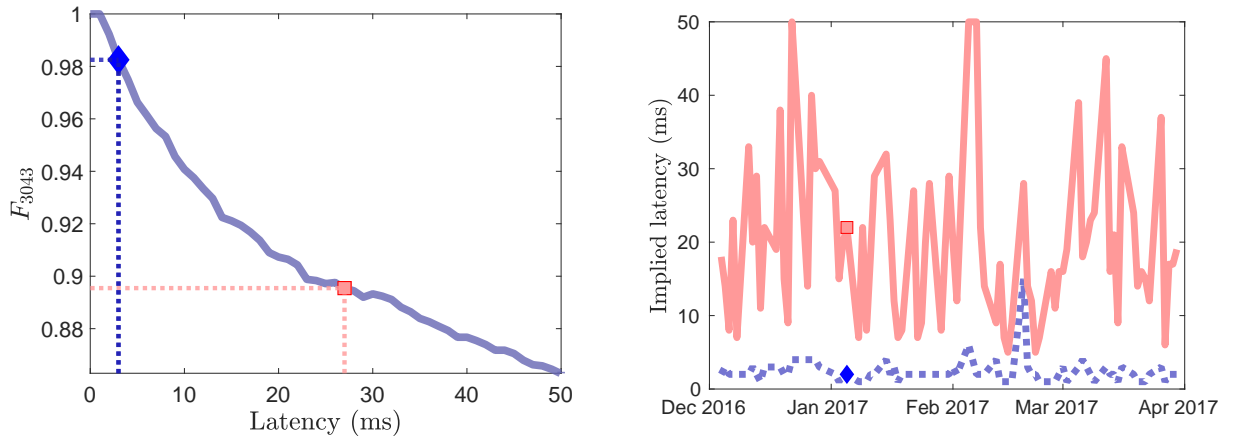 1
0.98
0.96
0.94
0.92
0.9
0.88
F3043
0 10 20 30 40 50
Latency (ms)
50
40
30
20
10
0
Implied latency (ms)
Dec 2016 Jan 2017 Feb 2017 Mar 2017 Apr 2017